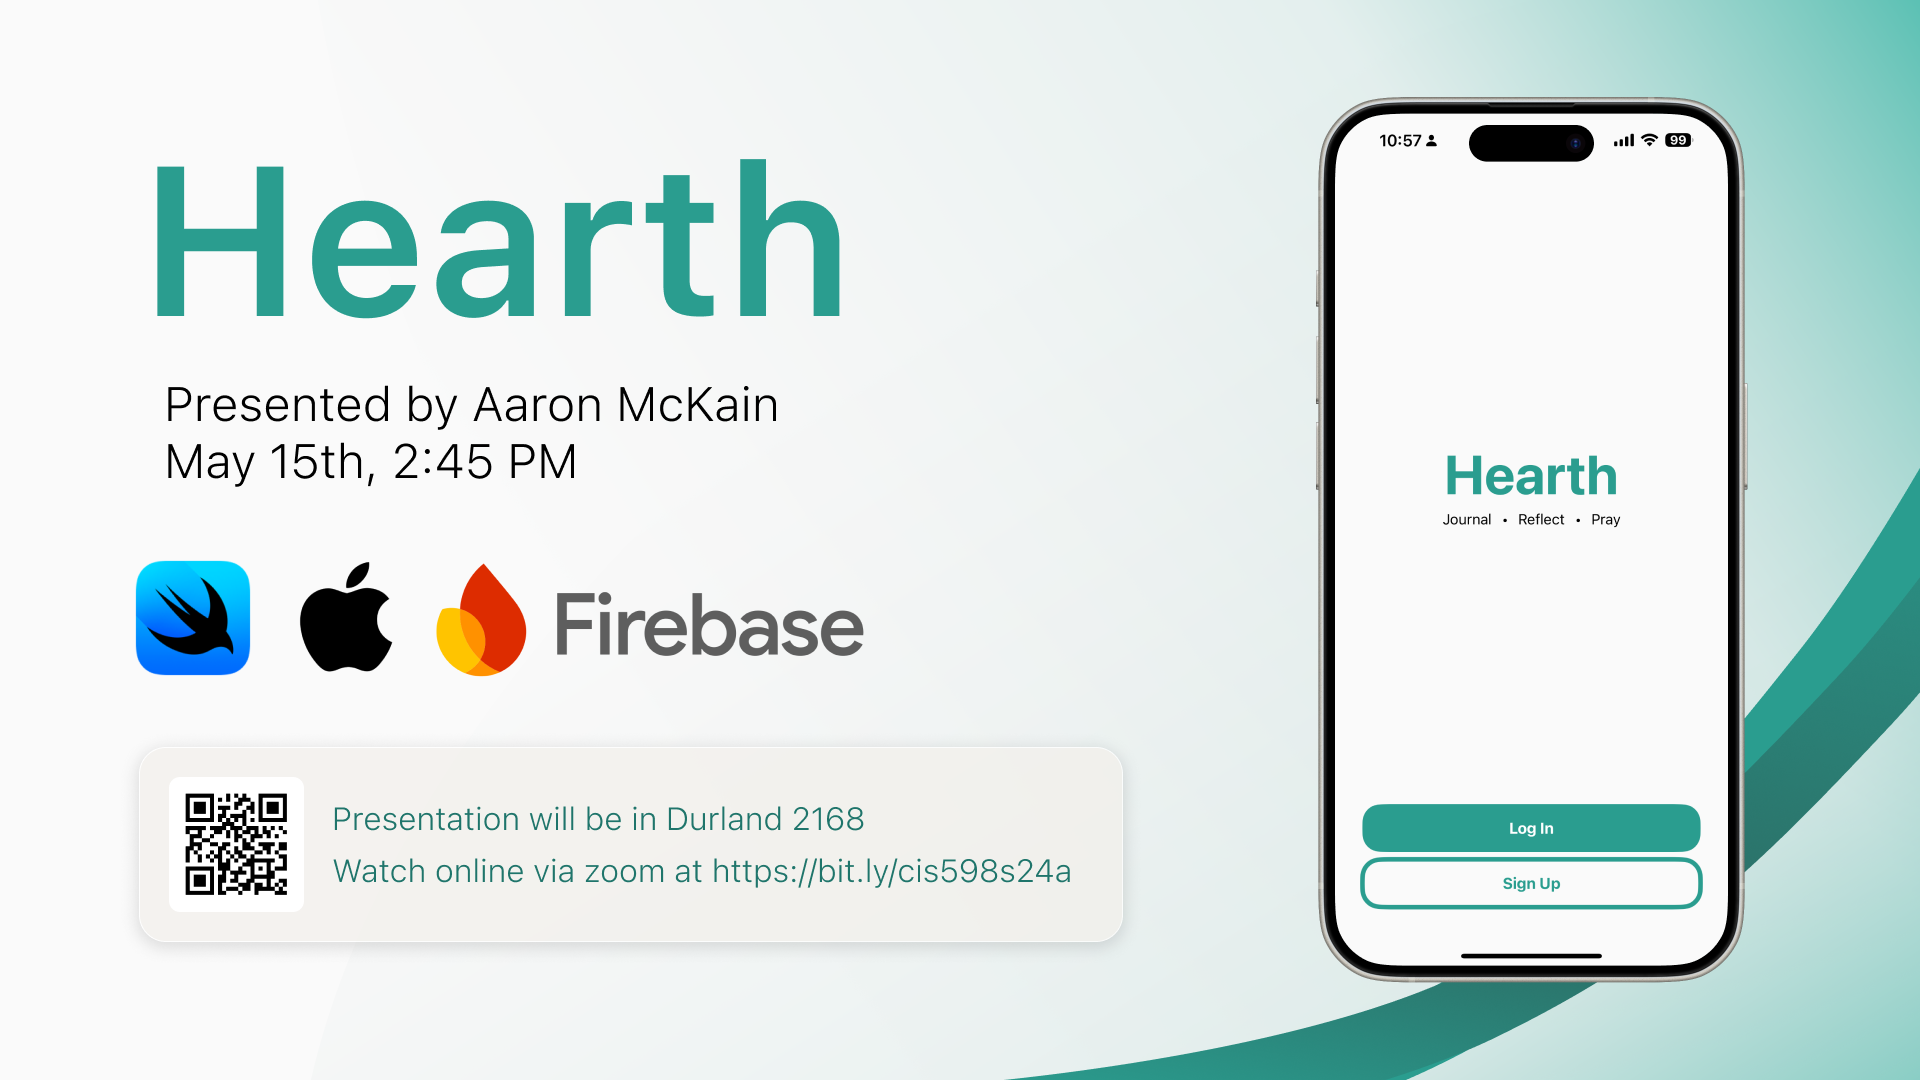 Hearth
Presented by Aaron McKain
May 15th, 2:45 PM
Firebase
Presentation will be in Durland 2168
Watch online via zoom at https://bit.ly/cis598s24a
10:57
99
Hearth
Journal • Reflect • Pray
Log In
Sign Up